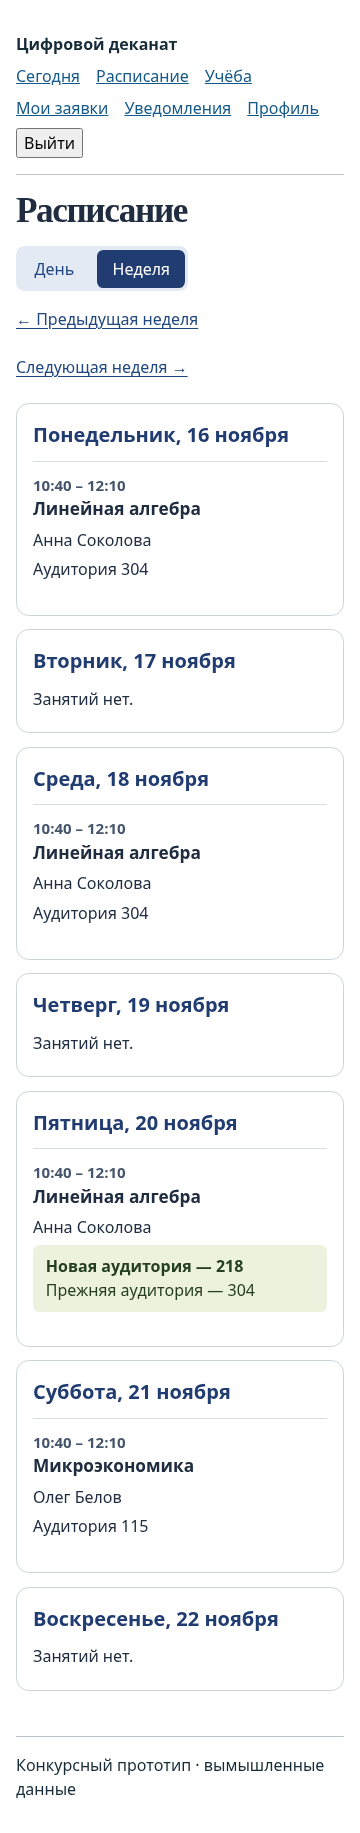 Цифровой деканат
Сегодня Расписание Учёба
Мои заявки Уведомления Профиль
Выйти
Расписание
День Неделя
← Предыдущая неделя
Следующая неделя →
Понедельник, 16 ноября
10:40 – 12:10
Линейная алгебра
Анна Соколова
Аудитория 304
Вторник, 17 ноября
Занятий нет.
Среда, 18 ноября
10:40 – 12:10
Линейная алгебра
Анна Соколова
Аудитория 304
Четверг, 19 ноября
Занятий нет.
Пятница, 20 ноября
10:40 – 12:10
Линейная алгебра
Анна Соколова
Новая аудитория — 218
Прежняя аудитория — 304
Суббота, 21 ноября
10:40 – 12:10
Микроэкономика
Олег Белов
Аудитория 115
Воскресенье, 22 ноября
Занятий нет.
Конкурсный прототип · вымышленные
данные